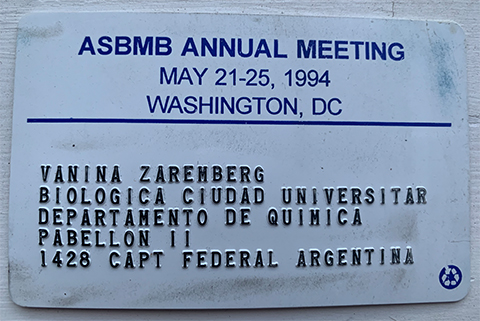 ASBMB ANNUAL MEETING
MAY 21-25, 1994
WASHINGTON, DC
VANINA ZAREMBERG
BIOLOGICA CIUDAD UNIVERSITAR
DEPARTAMENTO DE QUIMICA
PABELLON II
1428 CAPT FEDERAL ARGENTINA